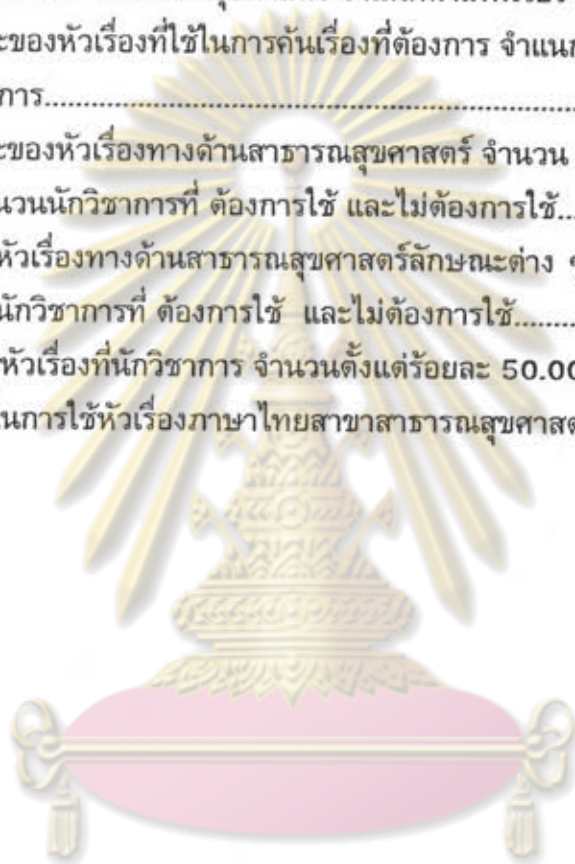 ะของหัวเรื่องที่ใช้ในการค้นเรื่องที่ต้องการ จำแนก
การ......................................................................
ะของหัวเรื่องทางด้านสาธารณสุขศาสตร์ จำนวน
นวนนักวิชาการที่ ต้องการใช้ และไม่ต้องการใช้...
หัวเรื่องทางด้านสาธารณสุขศาสตร์ลักษณะต่าง ๆ
นักวิชาการที่ ต้องการใช้ และไม่ต้องการใช้.........
หัวเรื่องที่นักวิชาการ จำนวนตั้งแต่ร้อยละ 50.00
นการใช้หัวเรื่องภาษาไทยสาขาสาธารณสุขศาสต